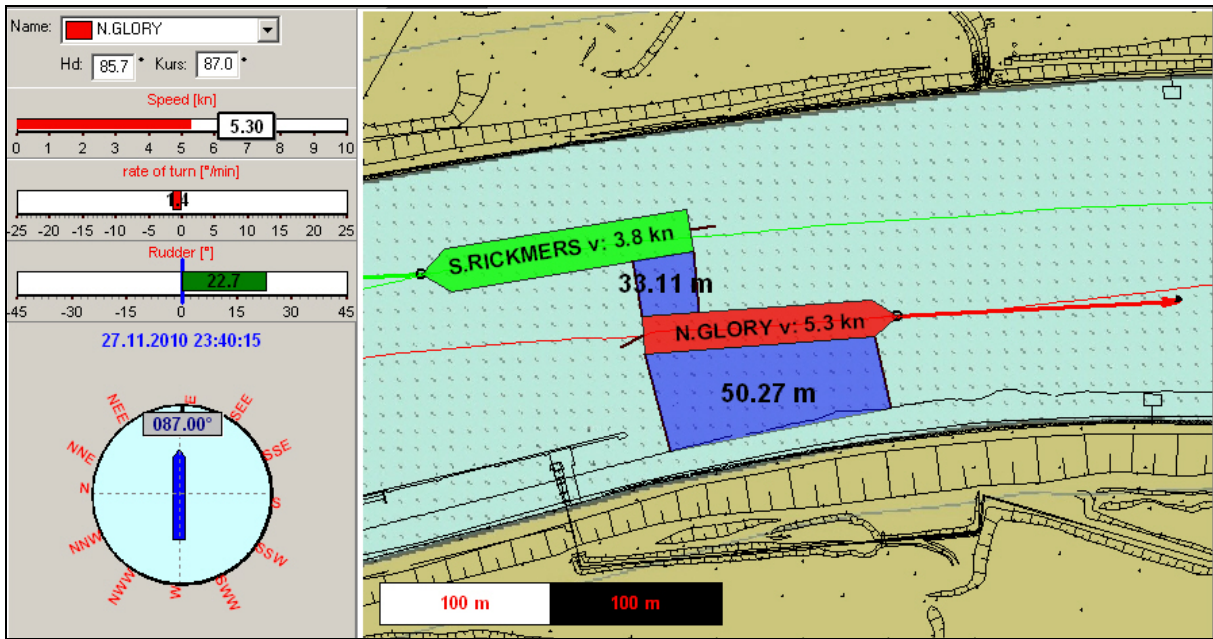 Name: N.GLORY
Hd: 85.7 ° Kurs: 87.0 °
Speed [kn]
5.30
0 1 2 3 4 5 6 7 8 9 10
rate of turn [°/min]
1.4
-25 -20 -15 -10 -5 0 5 10 15 20 25
Rudder [°]
22.7
-45 -30 -15 0 15 30 45
27.11.2010 23:40:15
NEE
E
SEE
087.00°
NNE
SSE
N
S
NNW
SSW
NWW
W
SWW
S.RICKMERS v: 3.8 kn
33.11 m
N.GLORY v: 5.3 kn
50.27 m
100 m 100 m